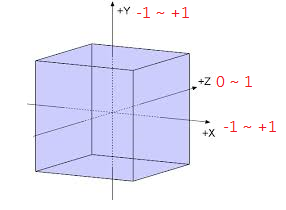 +Y -1 ~ +1
+Z 0 ~ 1
+X -1 ~ +1